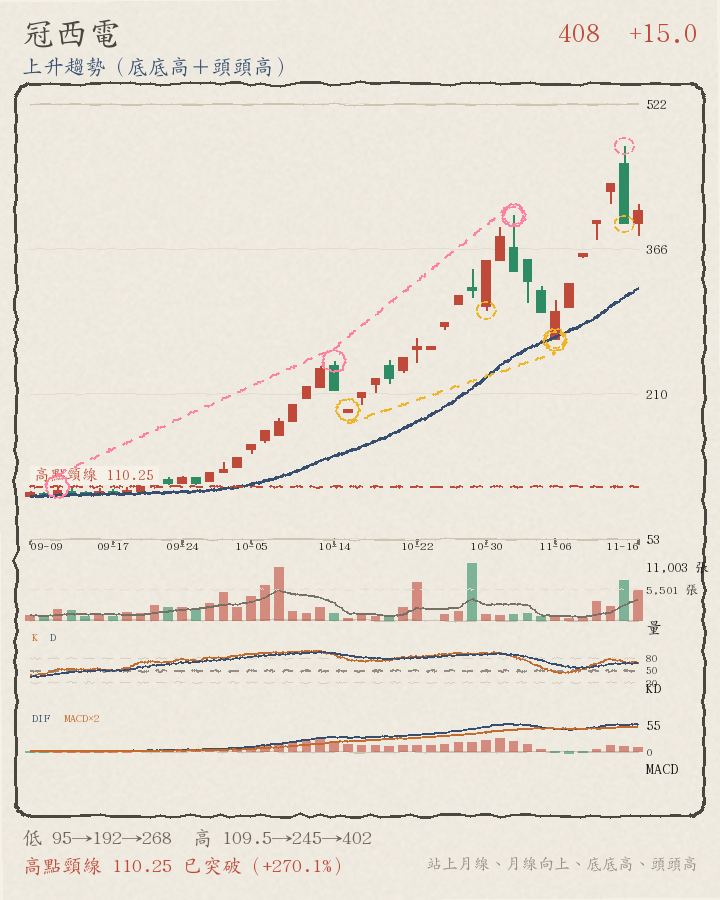 冠西電
408 +15.0
上升趨勢（底底高＋頭頭高）
522
366
210
高點頸線 110.25
53
09-09 09-17 09-24 10-05 10-14 10-22 10-30 11-06 11-16
11,003 張
5,501 張
量
K D
80
50
20
KD
DIF MACD×2
55
0
MACD
低 95→192→268 高 109.5→245→402
高點頸線 110.25 已突破（+270.1%）
站上月線、月線向上、底底高、頭頭高